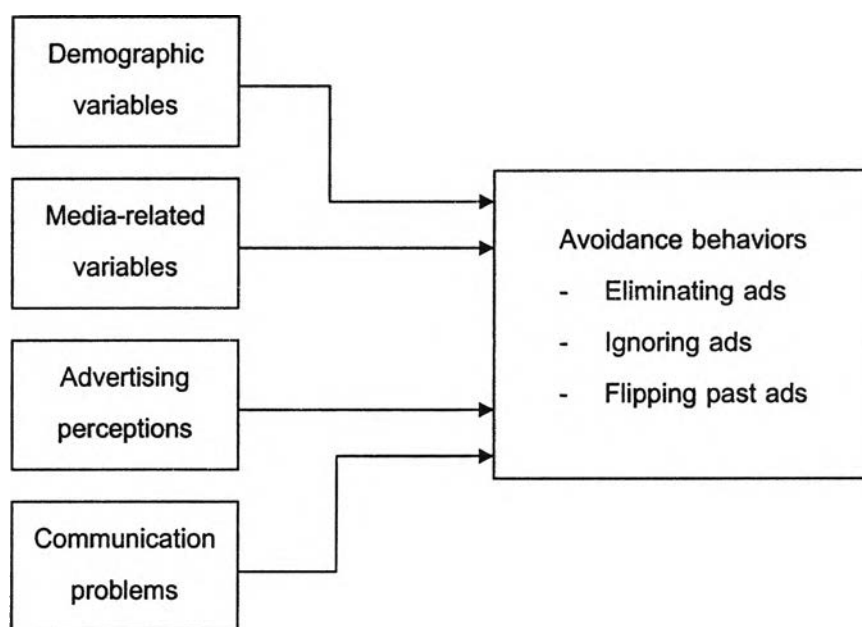 Demographic
variables
Media-related
variables
Advertising
perceptions
Communication
problems
Avoidance behaviors
- Eliminating ads
- Ignoring ads
- Flipping past ads